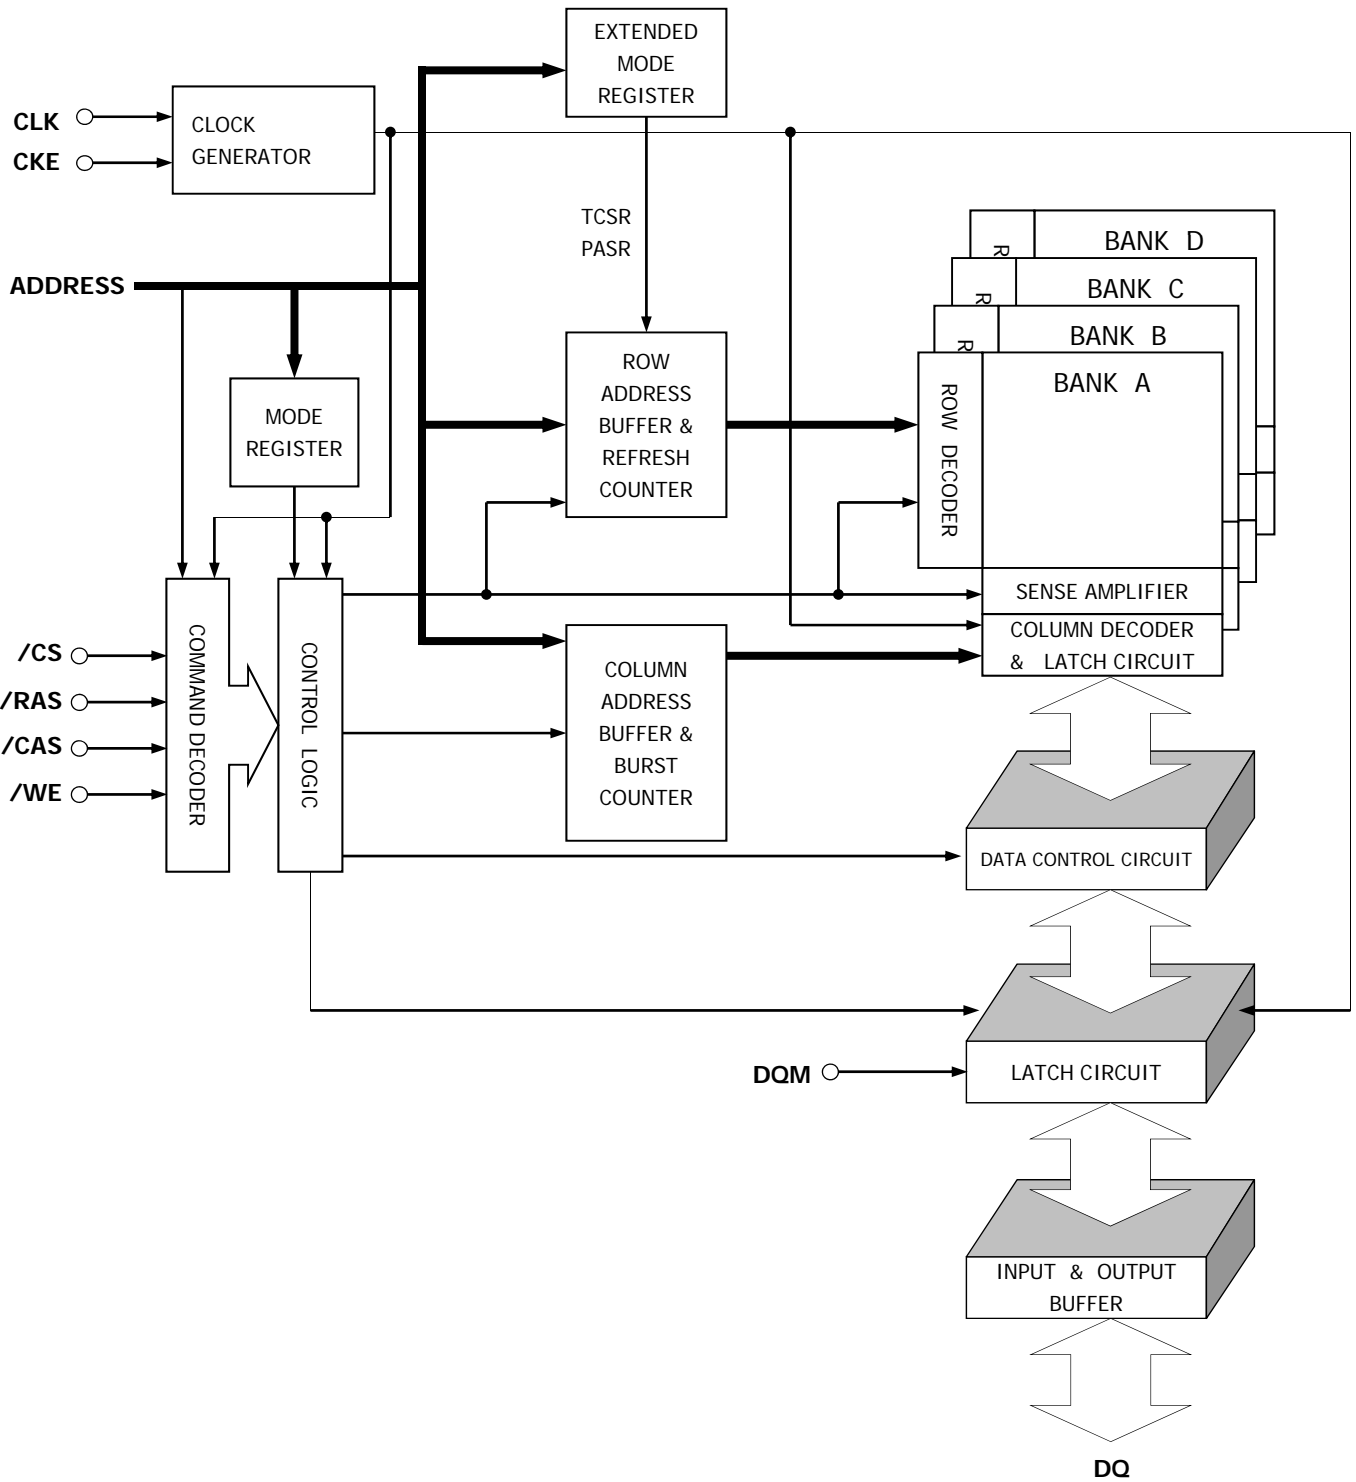 EXTENDED
MODE
REGISTER
CLK
CKE
CLOCK
GENERATOR
TCSR
PASR
ADDRESS
R
BANK D
R
BANK C
R
BANK B
BANK A
ROW DECODER
ROW
ADDRESS
BUFFER &
REFRESH
COUNTER
MODE
REGISTER
SENSE AMPLIFIER
COLUMN DECODER
& LATCH CIRCUIT
/CS
/RAS
/CAS
/WE
COMMAND DECODER
CONTROL LOGIC
COLUMN
ADDRESS
BUFFER &
BURST
COUNTER
DATA CONTROL CIRCUIT
DQM
LATCH CIRCUIT
INPUT & OUTPUT
BUFFER
DQ